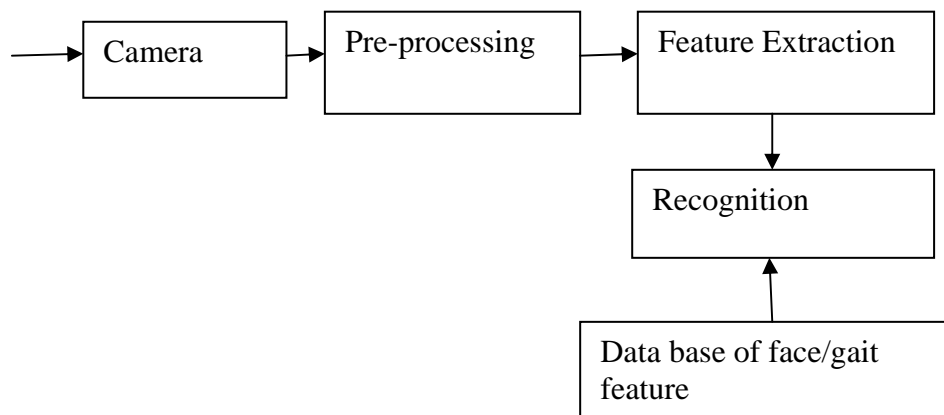 Camera
Pre-processing
Feature Extraction
Recognition
Data base of face/gait
feature